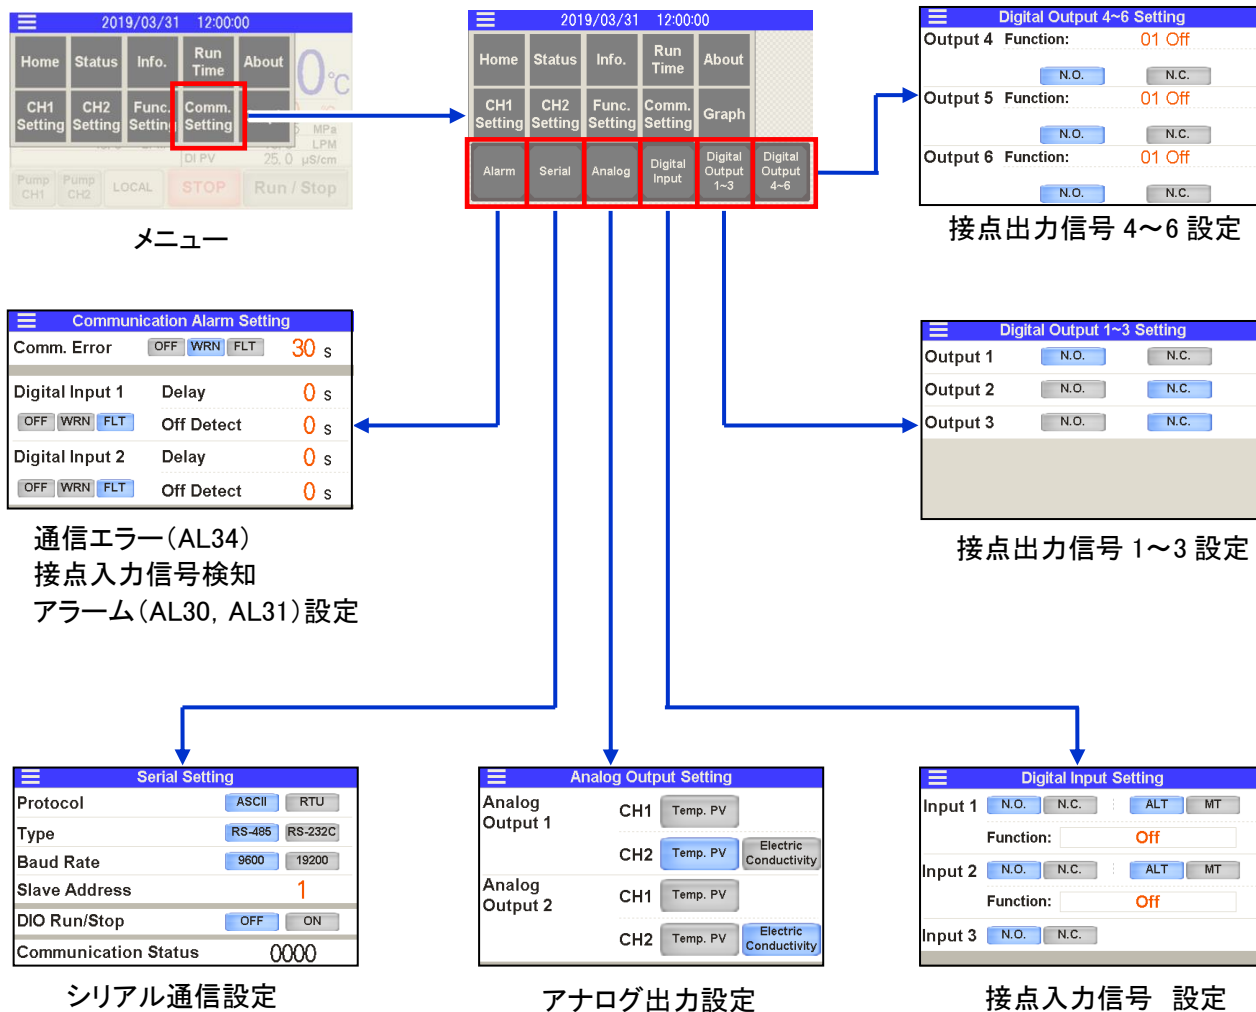 2019/03/31 12:00:00
Home Status Info. Run Time About
CH1 Setting CH2 Setting Func. Setting Comm. Setting
0 °C
MPa
LPM
DI PV 25.0 µS/cm
Pump CH1 Pump CH2 LOCAL STOP Run / Stop
メニュー
2019/03/31 12:00:00
Home Status Info. Run Time About
CH1 Setting CH2 Setting Func. Setting Comm. Setting Graph
Alarm Serial Analog Digital Input Digital Output 1~3 Digital Output 4~6
Digital Output 4~6 Setting
Output 4 Function: 01 Off
N.O. N.C.
Output 5 Function: 01 Off
N.O. N.C.
Output 6 Function: 01 Off
N.O. N.C.
接点出力信号 4～6 設定
Communication Alarm Setting
Comm. Error OFF WRN FLT 30 s
Digital Input 1 Delay 0 s
OFF WRN FLT Off Detect 0 s
Digital Input 2 Delay 0 s
OFF WRN FLT Off Detect 0 s
通信エラー（AL34）
接点入力信号検知
アラーム（AL30, AL31）設定
Digital Output 1~3 Setting
Output 1 N.O. N.C.
Output 2 N.O. N.C.
Output 3 N.O. N.C.
接点出力信号 1～3 設定
Serial Setting
Protocol ASCII RTU
Type RS-485 RS-232C
Baud Rate 9600 19200
Slave Address 1
DIO Run/Stop OFF ON
Communication Status 0000
シリアル通信設定
Analog Output Setting
Analog Output 1 CH1 Temp. PV
CH2 Temp. PV Electric Conductivity
Analog Output 2 CH1 Temp. PV
CH2 Temp. PV Electric Conductivity
アナログ出力設定
Digital Input Setting
Input 1 N.O. N.C. ALT MT
Function: Off
Input 2 N.O. N.C. ALT MT
Function: Off
Input 3 N.O. N.C.
接点入力信号　設定